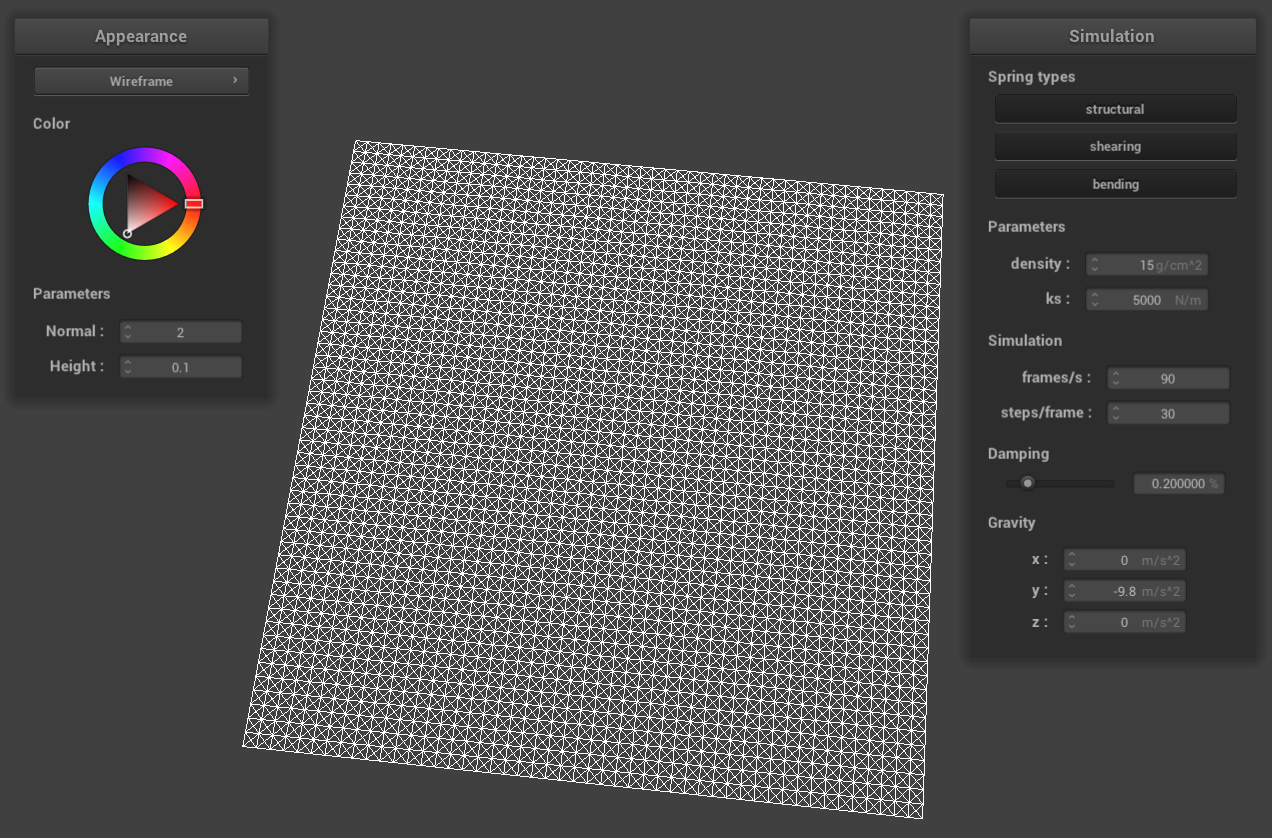 Appearance
Wireframe
Color
Parameters
Normal : 2
Height : 0.1
Simulation
Spring types
structural
shearing
bending
Parameters
density : 15 g/cm^2
ks : 5000 N/m
Simulation
frames/s : 90
steps/frame : 30
Damping
0.200000 %
Gravity
x : 0 m/s^2
y : -9.8 m/s^2
z : 0 m/s^2